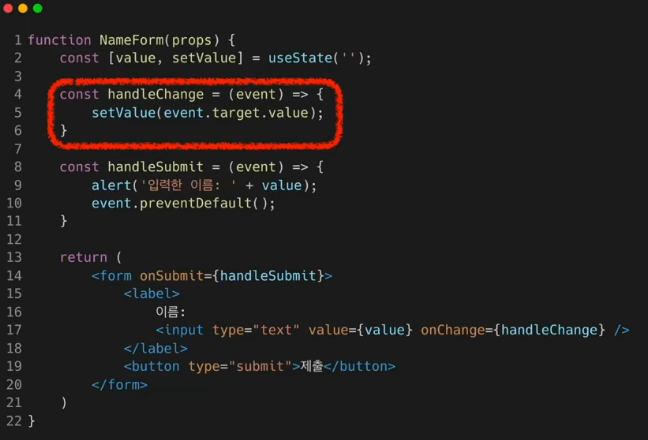 1 function NameForm(props) {
2     const [value, setValue] = useState('');
3
4     const handleChange = (event) => {
5         setValue(event.target.value);
6     }
7
8     const handleSubmit = (event) => {
9         alert('입력한 이름: ' + value);
10         event.preventDefault();
11     }
12
13     return (
14         <form onSubmit={handleSubmit}>
15             <label>
16                 이름:
17                 <input type="text" value={value} onChange={handleChange} />
18             </label>
19             <button type="submit">제출</button>
20         </form>
21     )
22 }